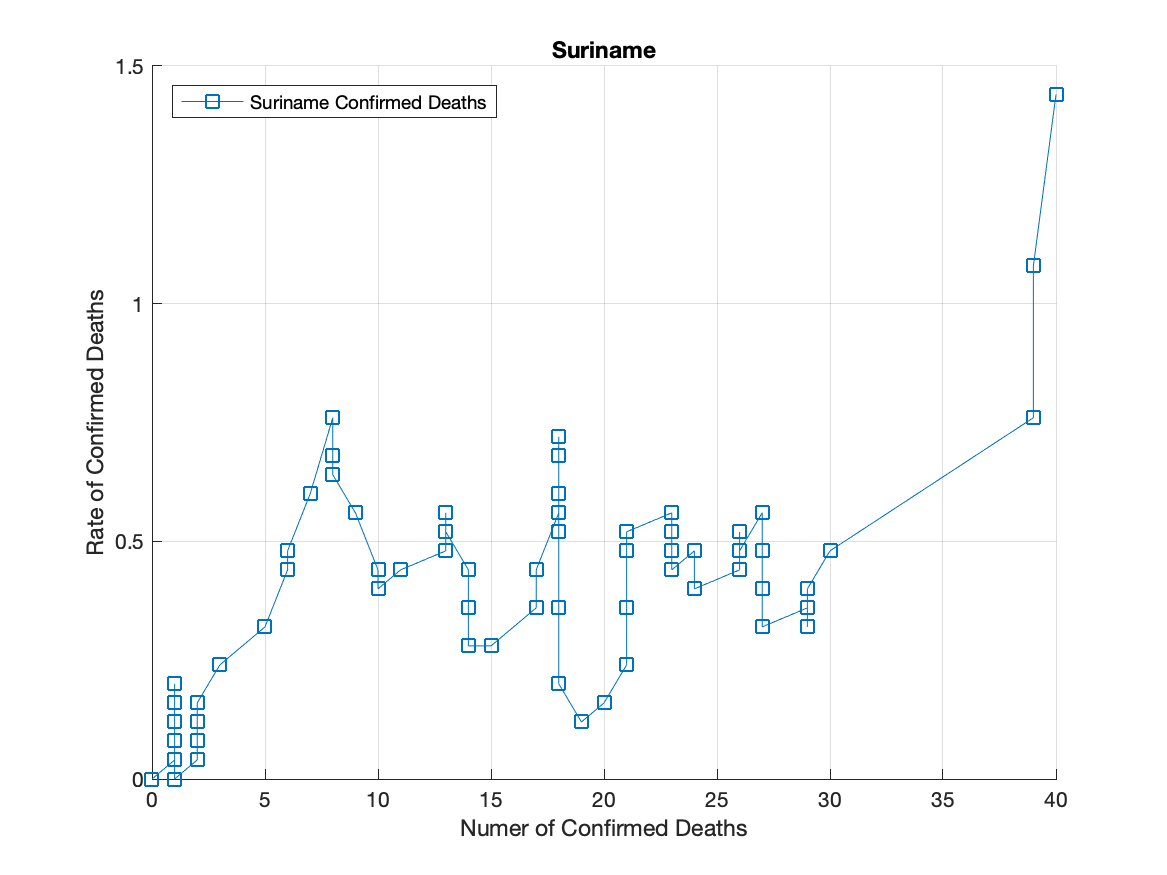 Suriname
Suriname Confirmed Deaths
1.5
1
0.5
0
Rate of Confirmed Deaths
0 5 10 15 20 25 30 35 40
Numer of Confirmed Deaths